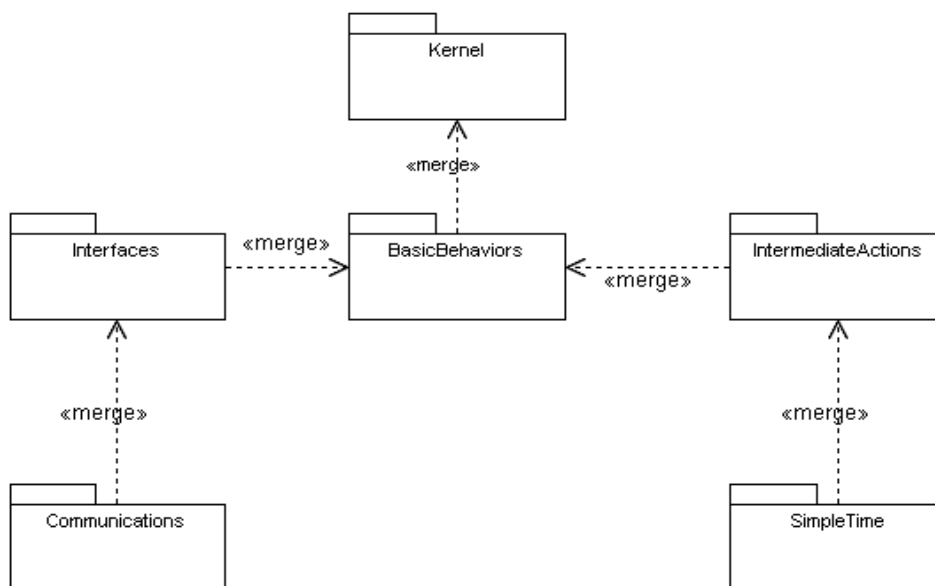 Kernel
«merge»
Interfaces
«merge»
BasicBehaviors
«merge»
IntermediateActions
«merge»
«merge»
Communications
SimpleTime